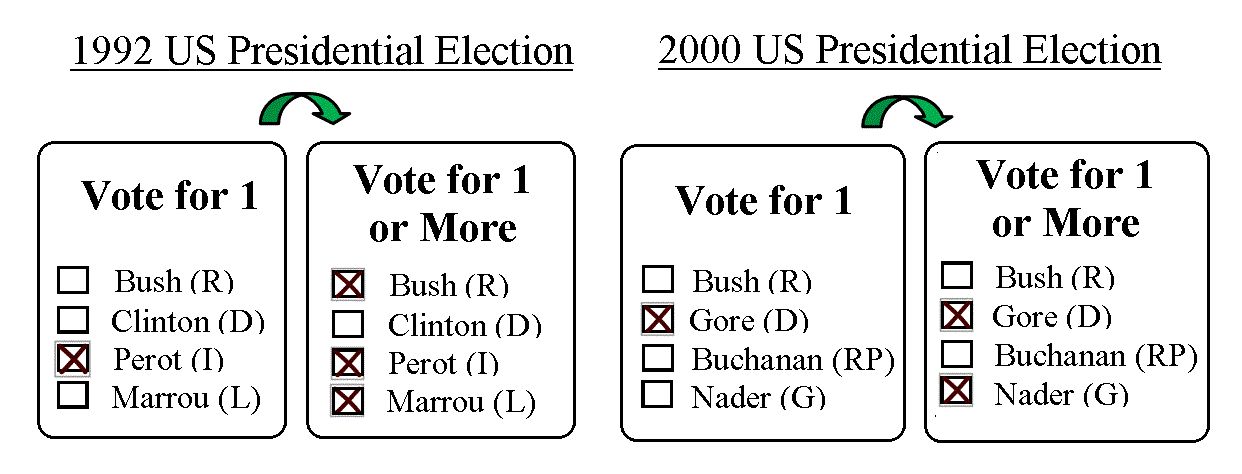 1992 US Presidential Election
Vote for 1
Bush (R)
Clinton (D)
Perot (I)
Marrou (L)
Vote for 1
or More
Bush (R)
Clinton (D)
Perot (I)
Marrou (L)
2000 US Presidential Election
Vote for 1
Bush (R)
Gore (D)
Buchanan (RP)
Nader (G)
Vote for 1
or More
Bush (R)
Gore (D)
Buchanan (RP)
Nader (G)